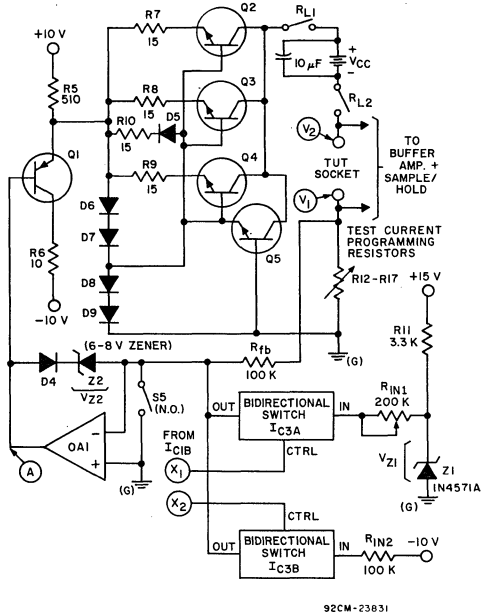 Q2
R7
15
RL1
+10 V
10 µF
+
VCC
-
R5
510
Q3
R8
15
RL2
R10
15
D5
V2
TO
BUFFER
AMP. +
SAMPLE/
HOLD
Q1
Q4
TUT
SOCKET
R9
15
V1
D6
Q5
TEST CURRENT
PROGRAMMING
RESISTORS
D7
R6
10
R12-R17
+15 V
D8
-10 V
D9
R11
3.3 K
(G)
(6-8 V ZENER)
Rfb
100 K
D4
Z2
VZ2
S5
(N.O.)
RIN1
200 K
OUT
BIDIRECTIONAL
SWITCH
IC3A
IN
-
OA1
+
FROM
IC1B
VZ1
Z1
1N4571A
CTRL
A
(G)
X1
(G)
X2
CTRL
OUT
BIDIRECTIONAL
SWITCH
IC3B
IN
RIN2
100 K
-10 V
92CM-23831